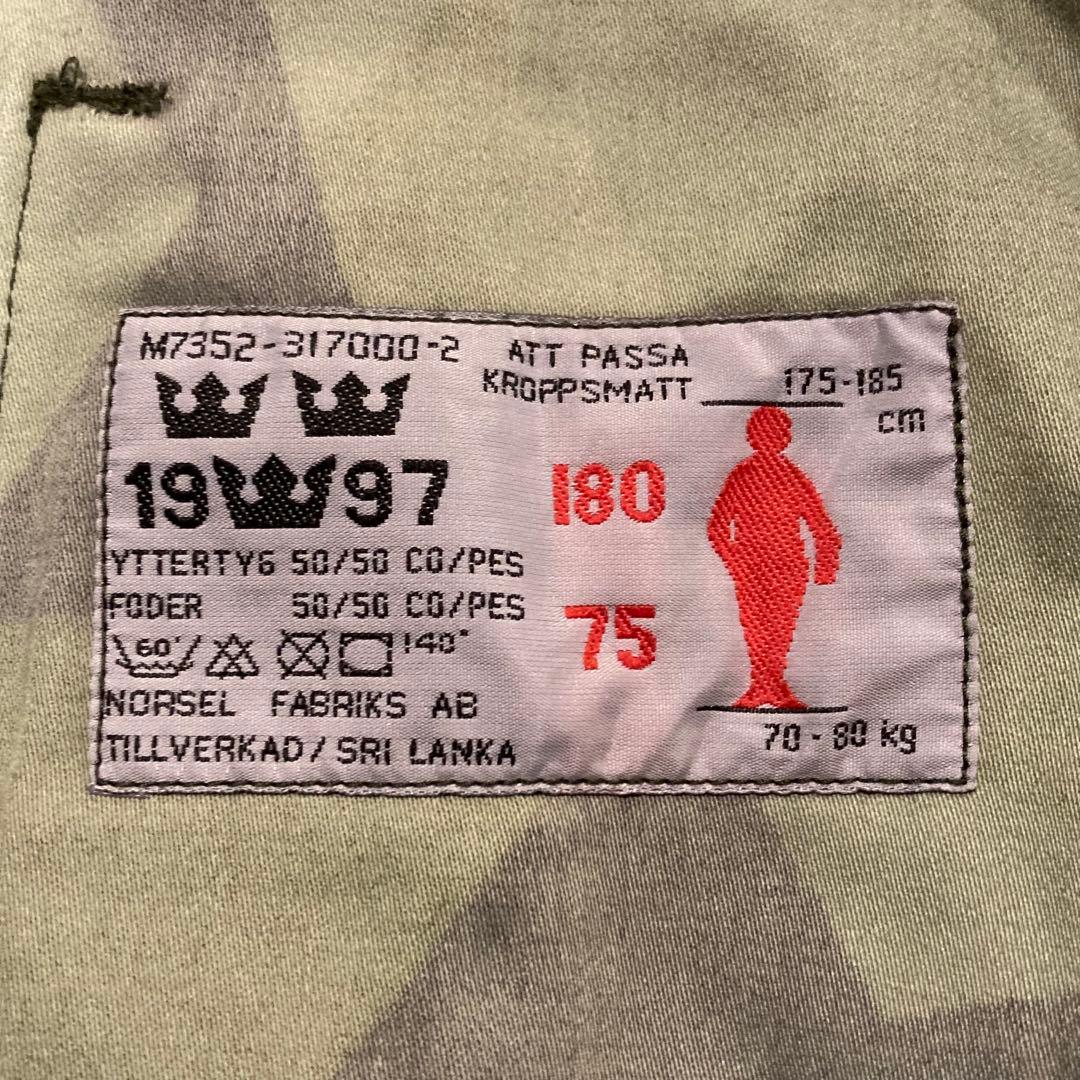 M7352-317000-2
1997
YTTERTYG 50/50 CO/PES
FODER 50/50 CO/PES
60° 140°
NORSEL FABRIKS AB
TILLVERKAD / SRI LANKA
ATT PASSA
KROPPSMATT
175-185
cm
180
75
70 - 80 kg